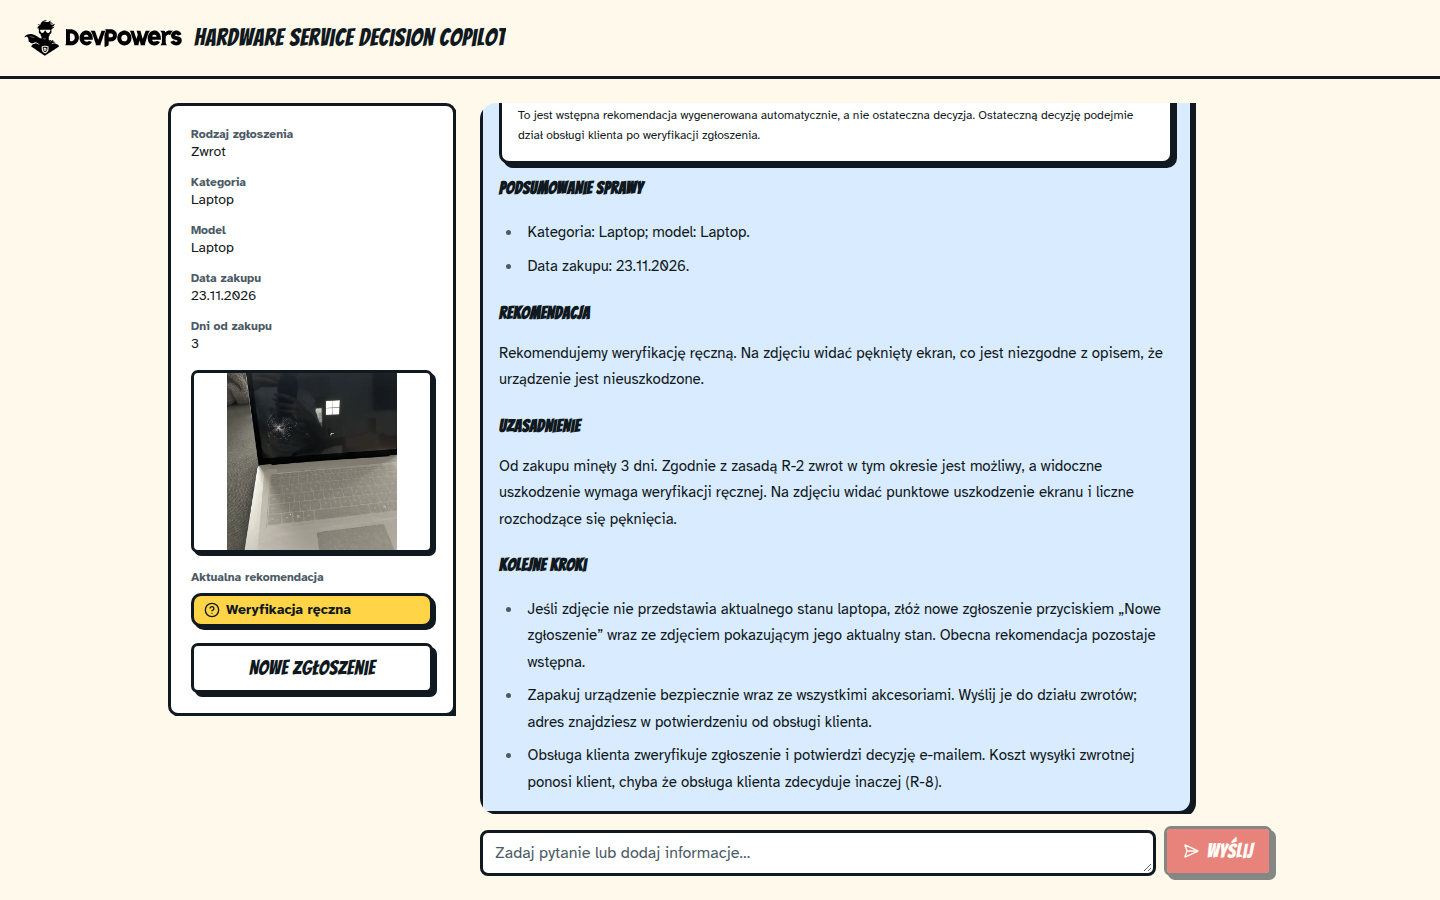 DevPowers HARDWARE SERVICE DECISION COPILOT
Rodzaj zgłoszenia
Zwrot
Kategoria
Laptop
Model
Laptop
Data zakupu
23.11.2026
Dni od zakupu
3
Aktualna rekomendacja
Weryfikacja ręczna
NOWE ZGŁOSZENIE
To jest wstępna rekomendacja wygenerowana automatycznie, a nie ostateczna decyzja. Ostateczną decyzję podejmie
dział obsługi klienta po weryfikacji zgłoszenia.
PODSUMOWANIE SPRAWY
Kategoria: Laptop; model: Laptop.
Data zakupu: 23.11.2026.
REKOMENDACJA
Rekomendujemy weryfikację ręczną. Na zdjęciu widać pęknięty ekran, co jest niezgodne z opisem, że
urządzenie jest nieuszkodzone.
UZASADNIENIE
Od zakupu minęły 3 dni. Zgodnie z zasadą R-2 zwrot w tym okresie jest możliwy, a widoczne
uszkodzenie wymaga weryfikacji ręcznej. Na zdjęciu widać punktowe uszkodzenie ekranu i liczne
rozchodzące się pęknięcia.
KOLEJNE KROKI
Jeśli zdjęcie nie przedstawia aktualnego stanu laptopa, złóż nowe zgłoszenie przyciskiem „Nowe
zgłoszenie” wraz ze zdjęciem pokazującym jego aktualny stan. Obecna rekomendacja pozostaje
wstępna.
Zapakuj urządzenie bezpiecznie wraz ze wszystkimi akcesoriami. Wyślij je do działu zwrotów;
adres znajdziesz w potwierdzeniu od obsługi klienta.
Obsługa klienta zweryfikuje zgłoszenie i potwierdzi decyzję e-mailem. Koszt wysyłki zwrotnej
ponosi klient, chyba że obsługa klienta zdecyduje inaczej (R-8).
Zadaj pytanie lub dodaj informacje...
WYŚLIJ